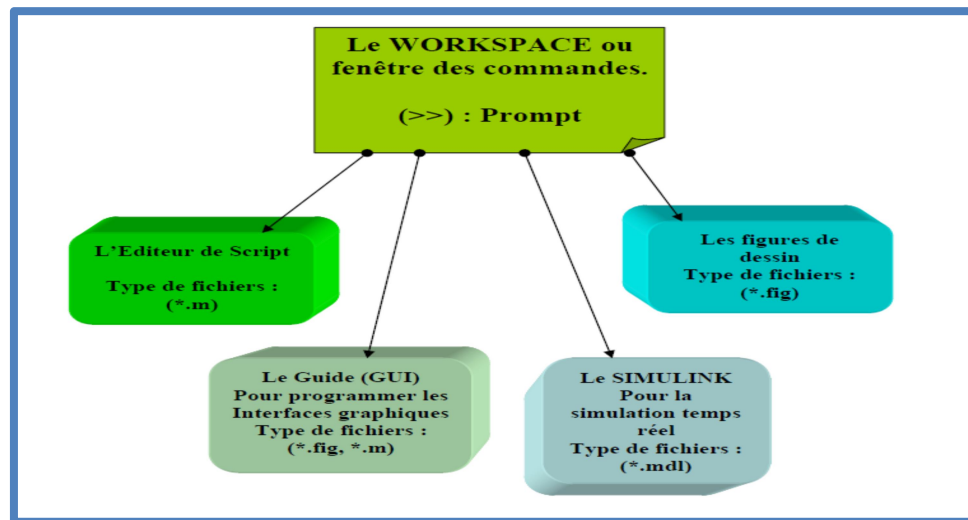 Le WORKSPACE ou
fenêtre des commandes.
(>>) : Prompt
L'Editeur de Script
Type de fichiers :
(*.m)
Les figures de
dessin
Type de fichiers :
(*.fig)
Le Guide (GUI)
Pour programmer les
Interfaces graphiques
Type de fichiers :
(*.fig, *.m)
Le SIMULINK
Pour la
simulation temps
réel
Type de fichiers :
(*.mdl)